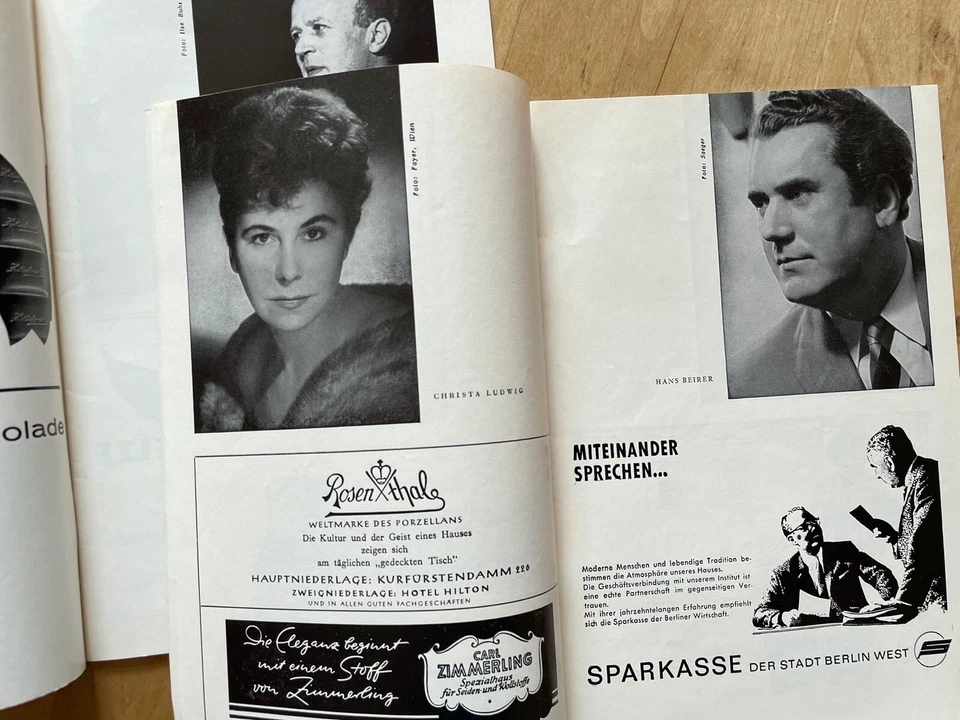 Foto: Ilse Buhs
olade
Foto: Fayer, Wien
CHRISTA LUDWIG
Rosenthal
WELTMARKE DES PORZELLANS
Die Kultur und der Geist eines Hauses
zeigen sich
am täglichen „gedeckten Tisch“
HAUPTNIEDERLAGE: KURFÜRSTENDAMM 226
ZWEIGNIEDERLAGE: HOTEL HILTON
UND IN ALLEN GUTEN FACHGESCHÄFTEN
Die Eleganz beginnt
mit einem Stoff
von Zimmerling
CARL
ZIMMERLING
Spezialhaus
für Seiden- und Wollstoffe
Foto: Saeger
HANS BEIRER
MITEINANDER
SPRECHEN...
Moderne Menschen und lebendige Tradition be-
stimmen die Atmosphäre unseres Hauses.
Die Geschäftsverbindung mit unserem Institut ist
eine echte Partnerschaft im gegenseitigen Ver-
trauen.
Mit ihrer jahrzehntelangen Erfahrung empfiehlt
sich die Sparkasse der Berliner Wirtschaft.
SPARKASSE DER STADT BERLIN WEST